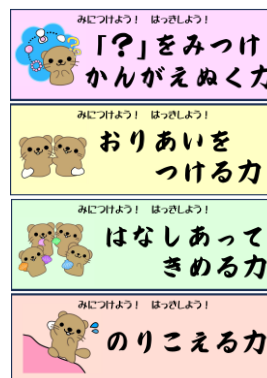 みにつけよう！ はっきしよう！
「？」をみつけ
かんがえぬく力
みにつけよう！ はっきしよう！
おりあいを
つける力
みにつけよう！ はっきしよう！
はなしあって
きめる力
みにつけよう！ はっきしよう！
のりこえる力